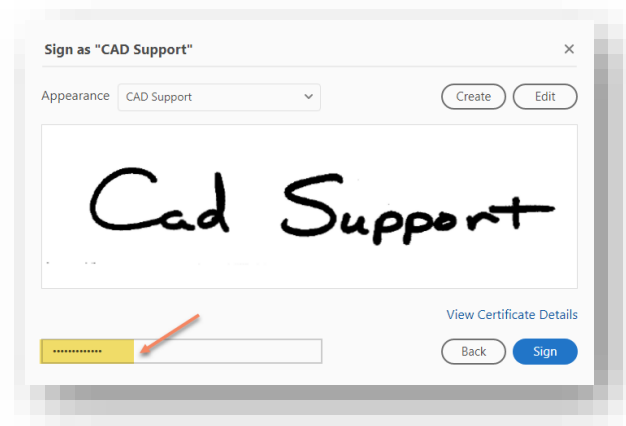 Sign as "CAD Support"
Appearance CAD Support Create Edit
Cad Support
View Certificate Details
••••••••••••• Back Sign